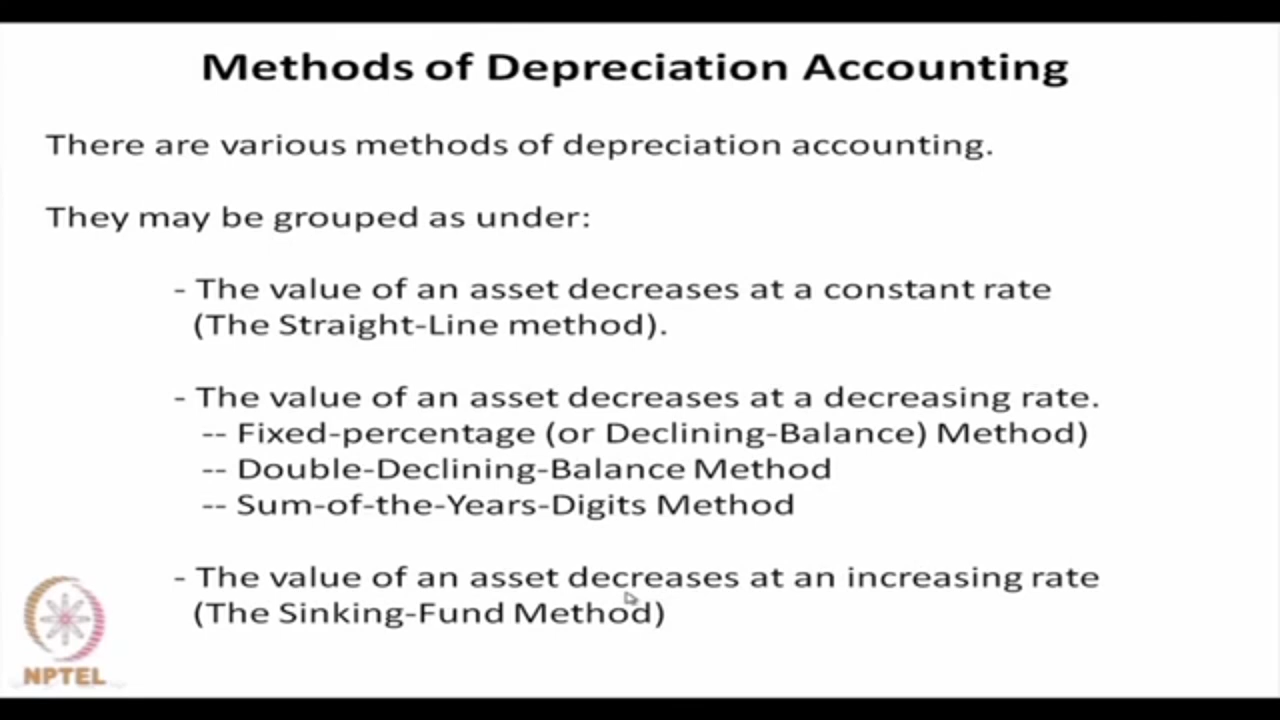 Methods of Depreciation Accounting
There are various methods of depreciation accounting.
They may be grouped as under:
- The value of an asset decreases at a constant rate
(The Straight-Line method).
- The value of an asset decreases at a decreasing rate.
-- Fixed-percentage (or Declining-Balance) Method)
-- Double-Declining-Balance Method
-- Sum-of-the-Years-Digits Method
- The value of an asset decreases at an increasing rate
(The Sinking-Fund Method)
NPTEL